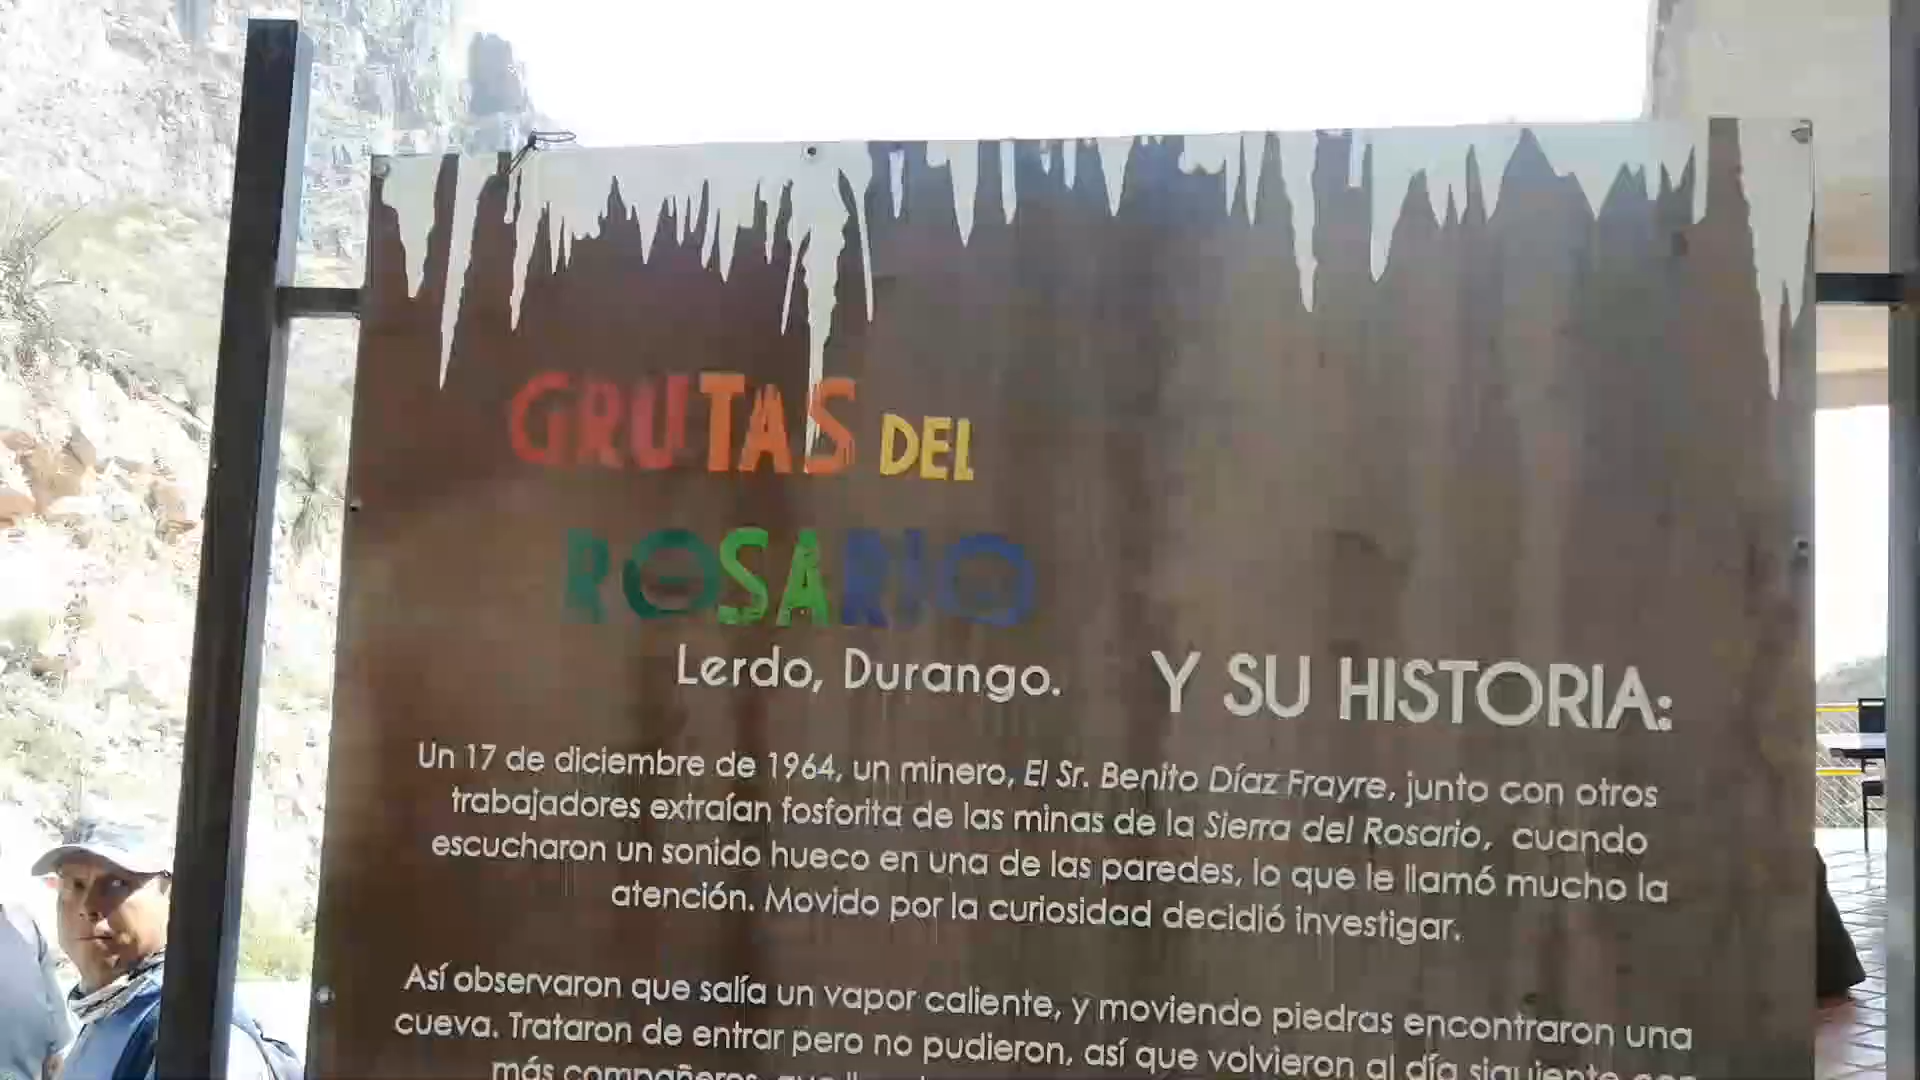 GRUTAS DEL
ROSARIO
Lerdo, Durango. Y SU HISTORIA:
Un 17 de diciembre de 1964, un minero, El Sr. Benito Díaz Frayre, junto con otros
trabajadores extraían fosforita de las minas de la Sierra del Rosario, cuando
escucharon un sonido hueco en una de las paredes, lo que le llamó mucho la
atención. Movido por la curiosidad decidió investigar.
Así observaron que salía un vapor caliente, y moviendo piedras encontraron una
cueva. Trataron de entrar pero no pudieron, así que volvieron al día siguiente con
más compañeros, que